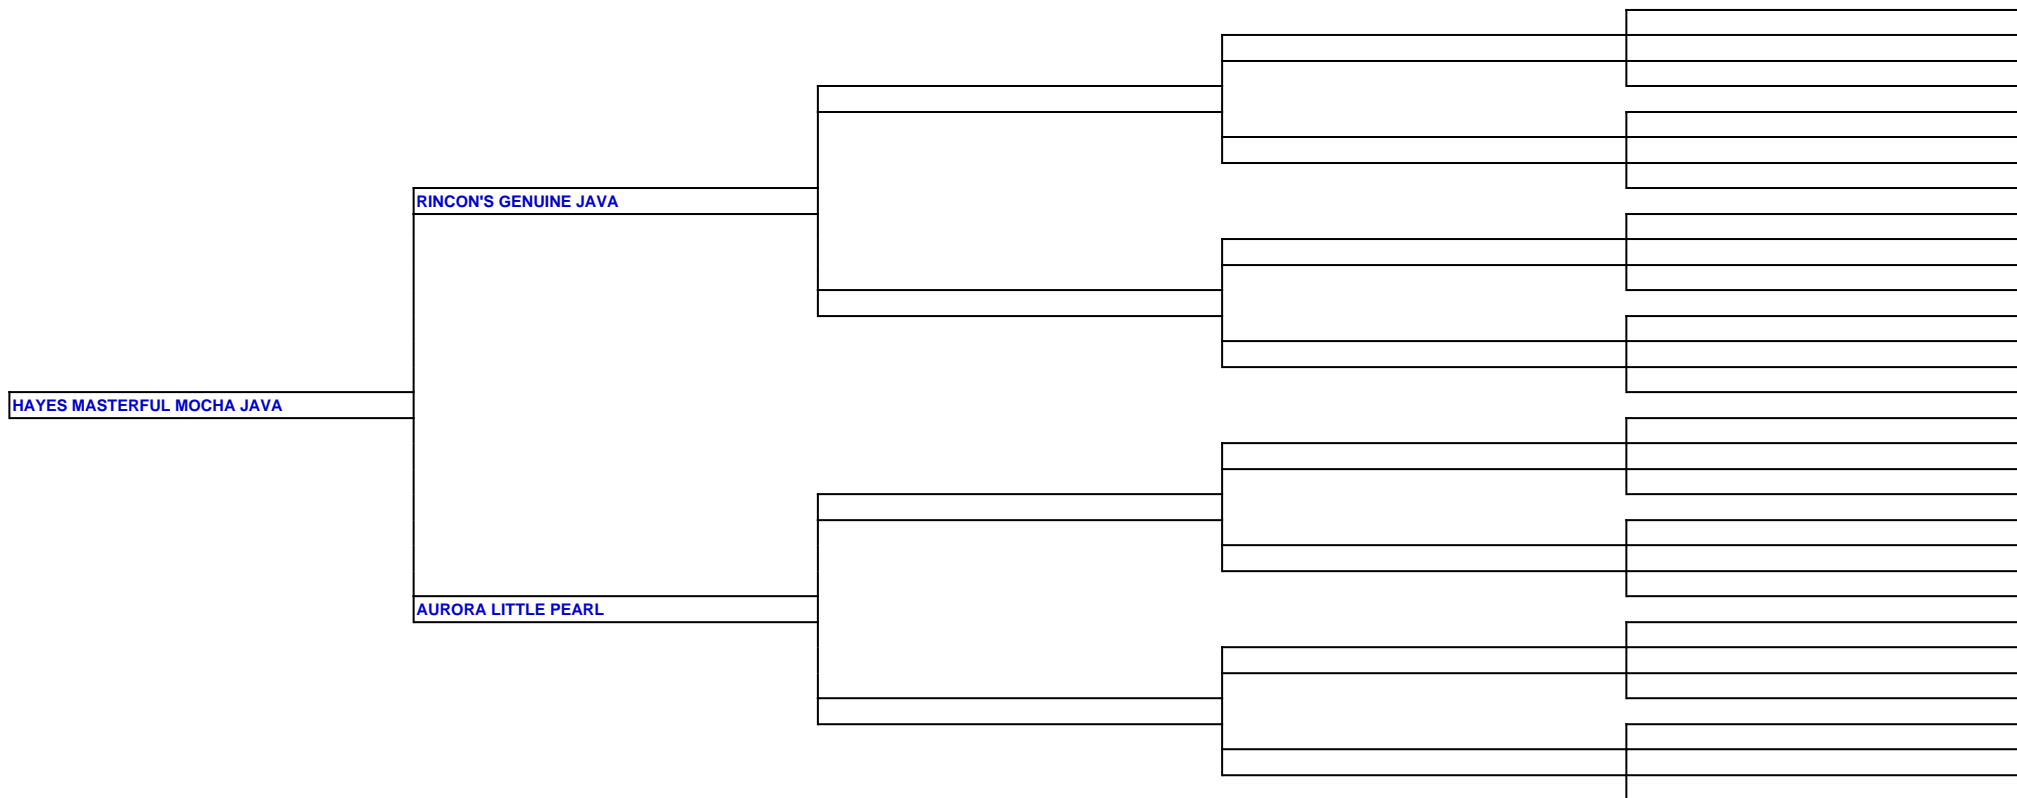 RINCON'S GENUINE JAVA
HAYES MASTERFUL MOCHA JAVA
AURORA LITTLE PEARL